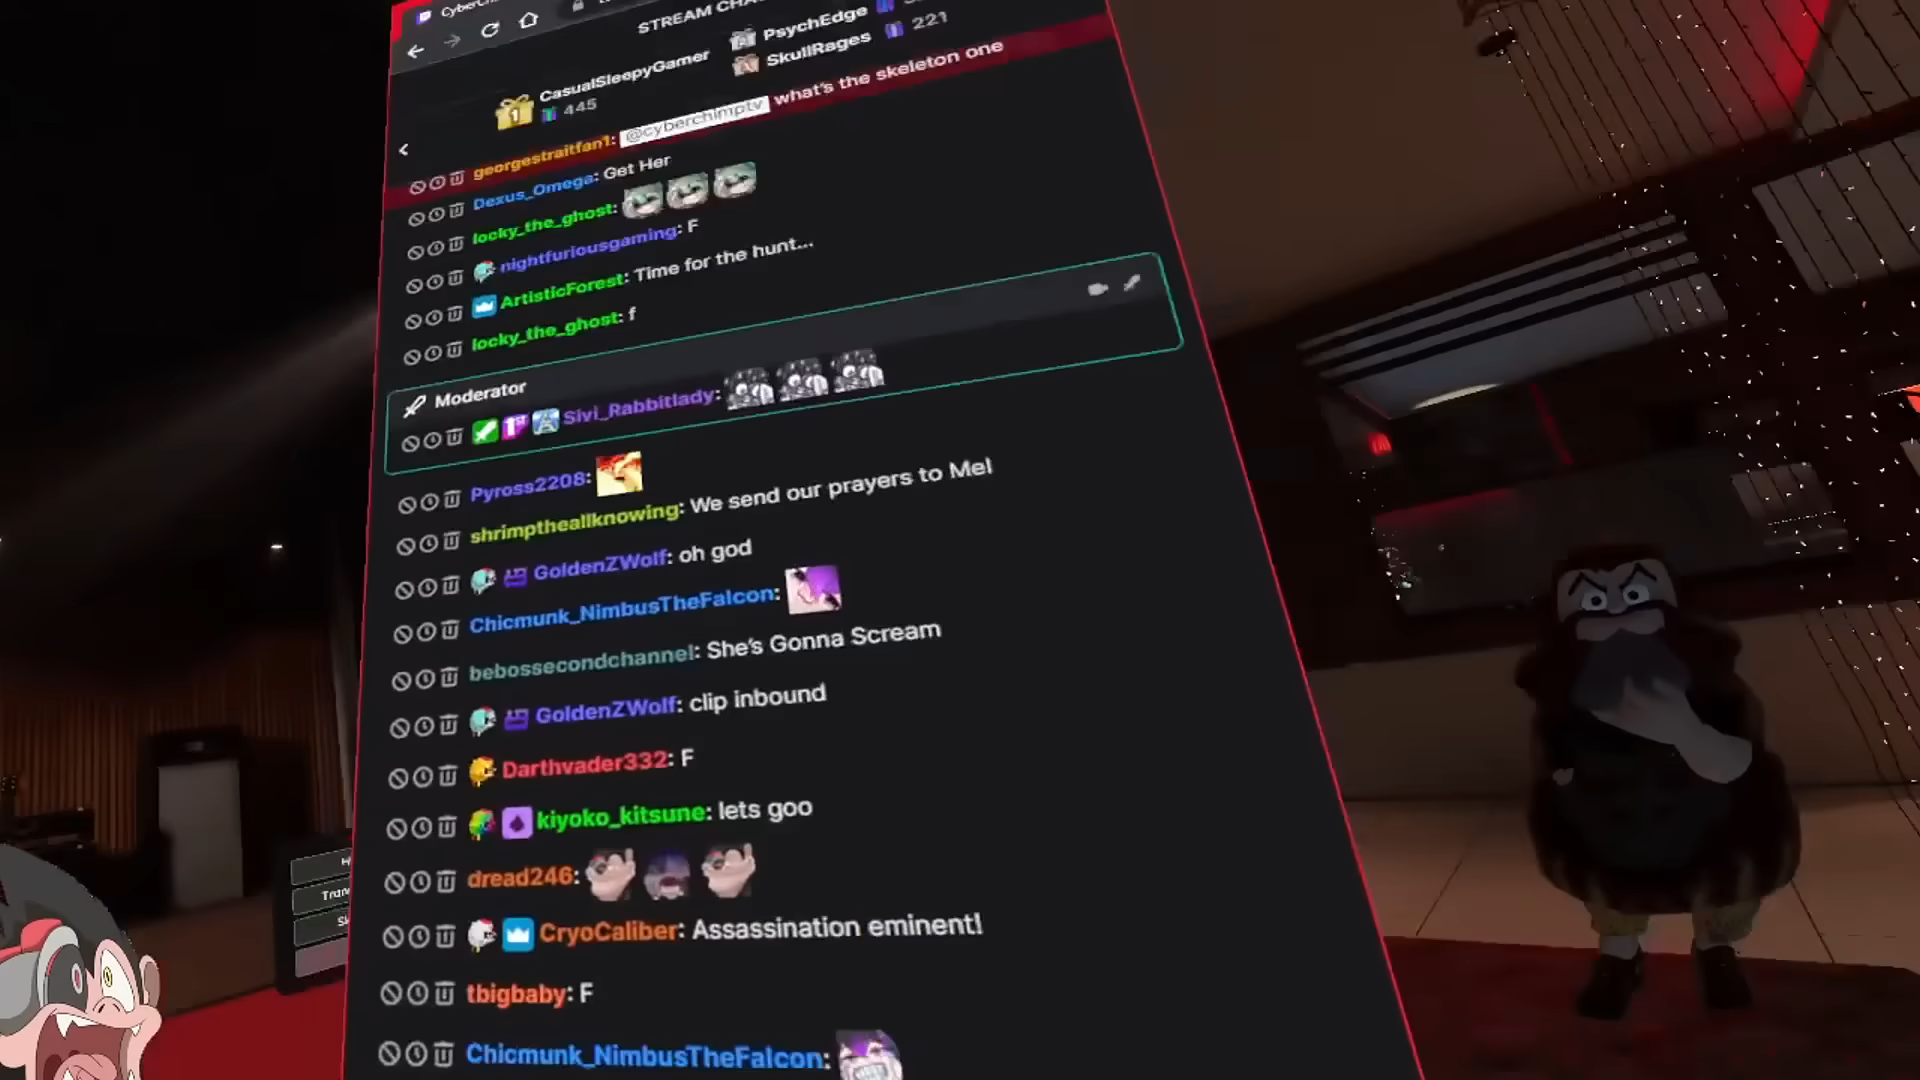 STREAM
PsychEdge
SkullRages 221
CasualSleepyGamer
1 445
georgestraitfan1: @cyberchimptv what's the skeleton one
Dexus_Omega: Get Her
locky_the_ghost:
nightfuriousgaming: F
ArtisticForest: Time for the hunt...
locky_the_ghost: f
Moderator
Sivi_Rabbitlady:
Pyross2208:
shrimptheallknowing: We send our prayers to Mel
GoldenZWolf: oh god
Chicmunk_NimbusTheFalcon:
bebossecondchannel: She's Gonna Scream
GoldenZWolf: clip inbound
Darthvader332: F
kiyoko_kitsune: lets goo
dread246:
CryoCaliber: Assassination eminent!
tbigbaby: F
Chicmunk_NimbusTheFalcon: